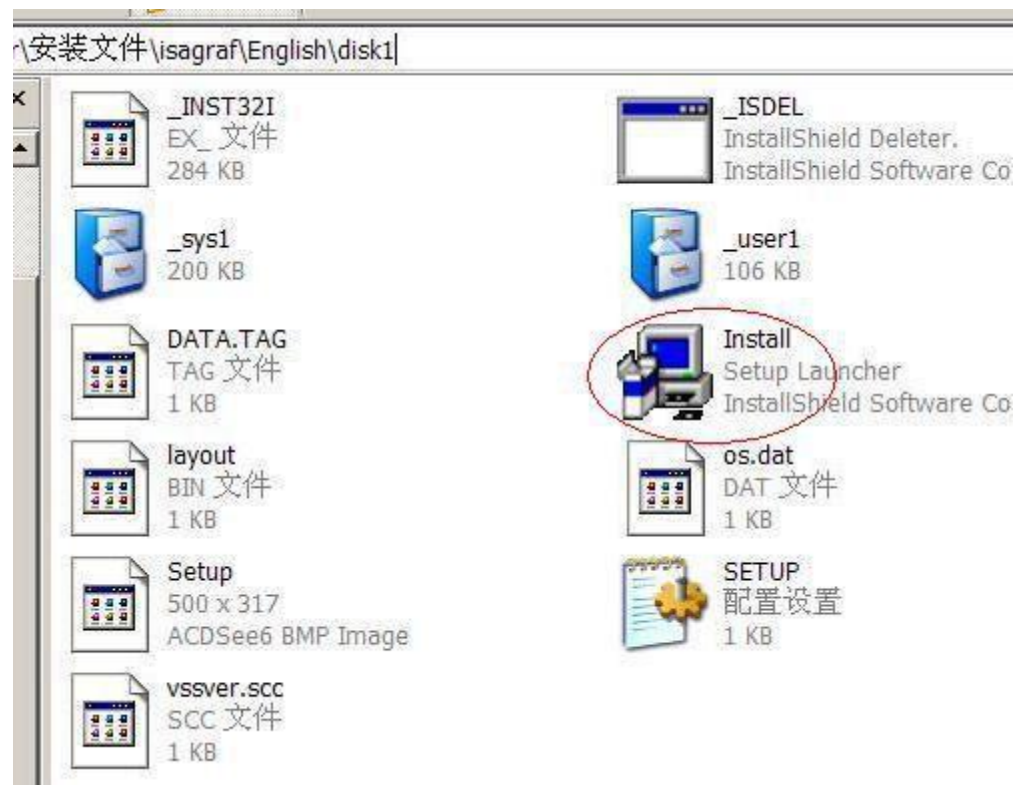 r\安装文件\isagraf\English\disk1
_INST32I
EX_ 文件
284 KB
_ISDEL
InstallShield Deleter.
InstallShield Software Co
_sys1
200 KB
_user1
106 KB
DATA.TAG
TAG 文件
1 KB
Install
Setup Launcher
InstallShield Software Co
layout
BIN 文件
1 KB
os.dat
DAT 文件
1 KB
Setup
500 x 317
ACDSee6 BMP Image
SETUP
配置设置
1 KB
vssver.scc
SCC 文件
1 KB